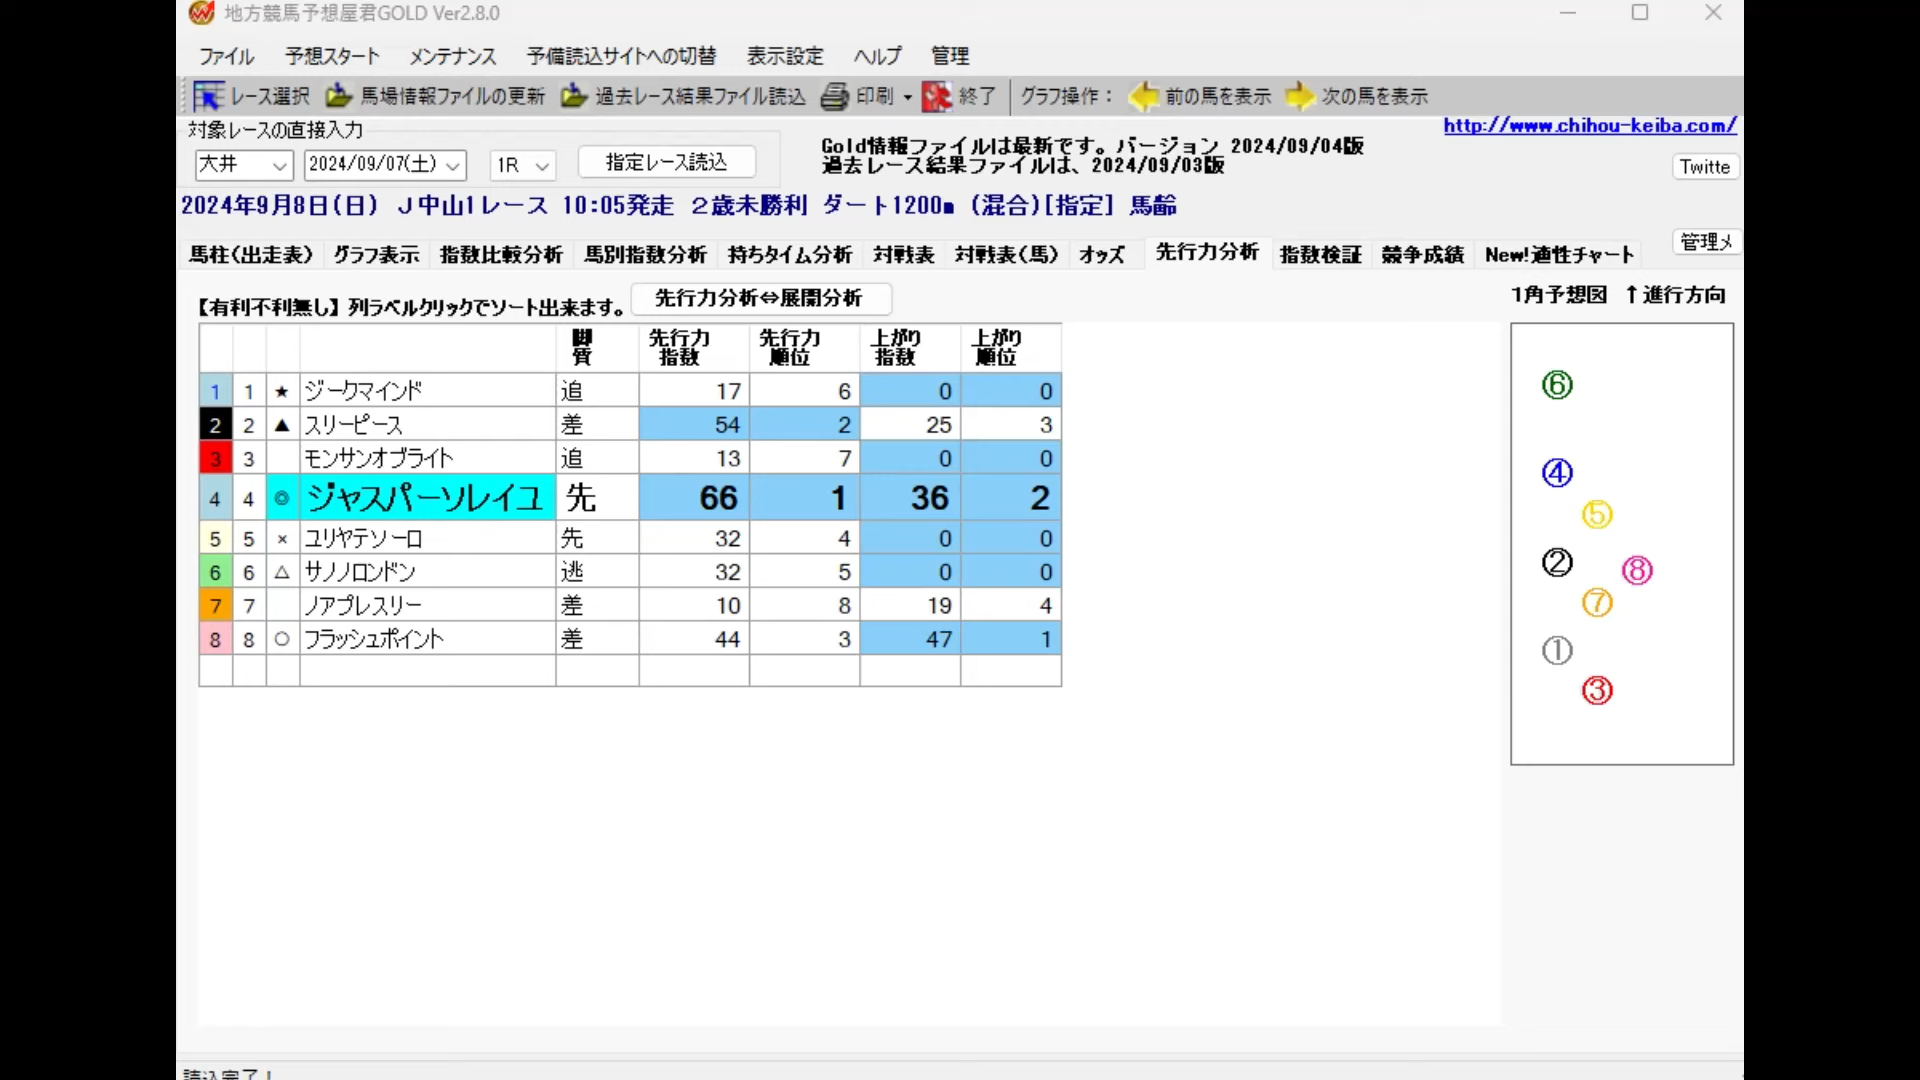 地方競馬予想屋君GOLD Ver2.8.0
ファイル 予想スタート メンテナンス 予備読込サイトへの切替 表示設定 ヘルプ 管理
レース選択 馬場情報ファイルの更新 過去レース結果ファイル読込 印刷 終了 グラフ操作： 前の馬を表示 次の馬を表示
対象レースの直接入力
http://www.chihou-keiba.com/
大井 2024/09/07(土) 1R 指定レース読込
Gold情報ファイルは最新です。バージョン 2024/09/04版
過去レース結果ファイルは、2024/09/03版
Twitte
2024年9月8日(日) Ｊ中山1レース 10:05発走 ２歳未勝利 ダート1200m (混合)[指定] 馬齢
管理メ
馬柱(出走表) グラフ表示 指数比較分析 馬別指数分析 持ちタイム分析 対戦表 対戦表(馬) オッズ 先行力分析 指数検証 競争成績 New!適性チャート
【有利不利無し】列ラベルクリックでソート出来ます。 先行力分析⇔展開分析
1角予想図 ↑進行方向
脚質 先行力指数 先行力順位 上がり指数 上がり順位
1 1 ★ ジークマインド 追 17 6 0 0
2 2 ▲ スリーピース 差 54 2 25 3
3 3 モンサンオブライト 追 13 7 0 0
4 4 ◎ ジャスパーソレイユ 先 66 1 36 2
5 5 × ユリヤテソーロ 先 32 4 0 0
6 6 △ サノノロンドン 逃 32 5 0 0
7 7 ノアプレスリー 差 10 8 19 4
8 8 ○ フラッシュポイント 差 44 3 47 1
⑥
④
⑤
②
⑧
⑦
①
③
読込完了！